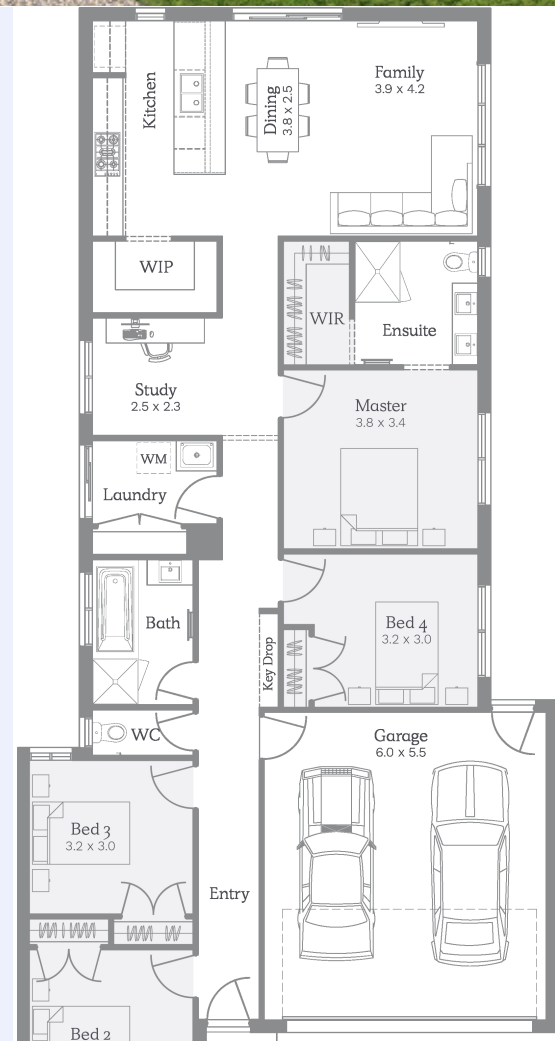 Kitchen
Dining
3.8 x 2.5
Family
3.9 x 4.2
WIP
WIR
Ensuite
Study
2.5 x 2.3
Master
3.8 x 3.4
WM
Laundry
Bath
Bed 4
3.2 x 3.0
Key Drop
WC
Garage
6.0 x 5.5
Bed 3
3.2 x 3.0
Entry
Bed 2